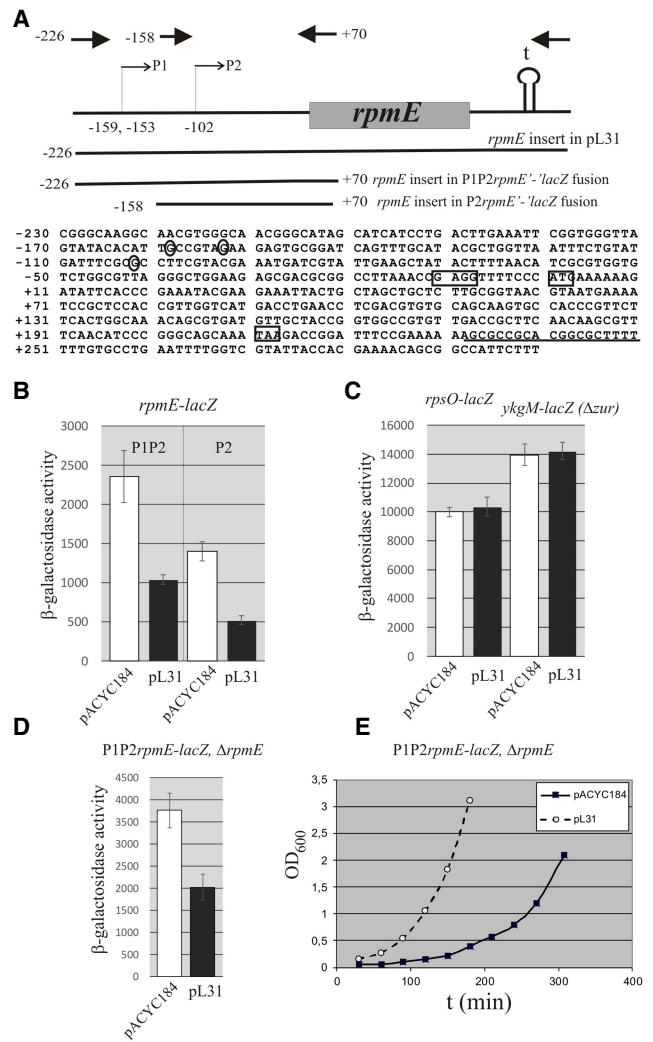 A
-226
-158
+70
P1
P2
t
rpmE
-159, -153
-102
rpmE insert in pL31
-226
-226
+70 rpmE insert in P1P2rpmE'-'lacZ fusion
-158
+70 rpmE insert in P2rpmE'-'lacZ fusion
-230 CGGGCAAGGC AACGTGGGCA ACGGGCATAG CATCATCCTG ATACTTGAAATT CGGTGGGTTA
-170 GTATACACAT TGCCGTAGAA GAGTGCGGAT CAGTTTGCAT ACGCTGGTTA ATTTCTGTAT
-110 GATTTCGCGC CTTCGTACGA GAATGATCGT ATTGAAGCTA TACTTTTAACA TCGCGTGGTG
-50 TCTGGCGTTA GGGCTGGAAG AGCGACGCGG CCTTAAACCG AGGTTTTCCC ATGAAAAAAG
+11 ATATTCACCC GAAATACGAA GAAATTACTG CTAGCTGCTC TTGCGGTAAC GTAATGAAAA
+71 TCCGCTCCAC CGTTGGTCAT GACCTGAACC TCGACGTGTG CAGCAAGTGC CACCCGTTCT
+131 TCACTGGCAA ACAGCGTGAT GTTGCTACCG GTGGCCGTGT TGACCGCTTC AACAAGCGTT
+191 TCAACATCCC GGGCAGCAAA TAAGACCGGA TTTCCGAAAA AAGCGCCGCA CGGCGCTTTT
+251 TTTGTGCCTG AATTTTGGTC GTATTACCAC GAAAACAGCG GCCATTCTTT
B
rpmE-lacZ
P1P2
P2
3000
2500
2000
1500
1000
500
0
β-galactosidase activity
pACYC184
pL31
pACYC184
pL31
C
rpsO-lacZ
ykgM-lacZ (Δzur)
16000
14000
12000
10000
8000
6000
4000
2000
0
β-galactosidase activity
pACYC184
pL31
pACYC184
pL31
D
P1P2rpmE-lacZ, ΔrpmE
4500
4000
3500
3000
2500
2000
1500
1000
500
0
β-galactosidase activity
pACYC184
pL31
E
P1P2rpmE-lacZ, ΔrpmE
3,5
3
2,5
2
1,5
1
0,5
0
OD600
pACYC184
pL31
0
100
200
300
400
t (min)